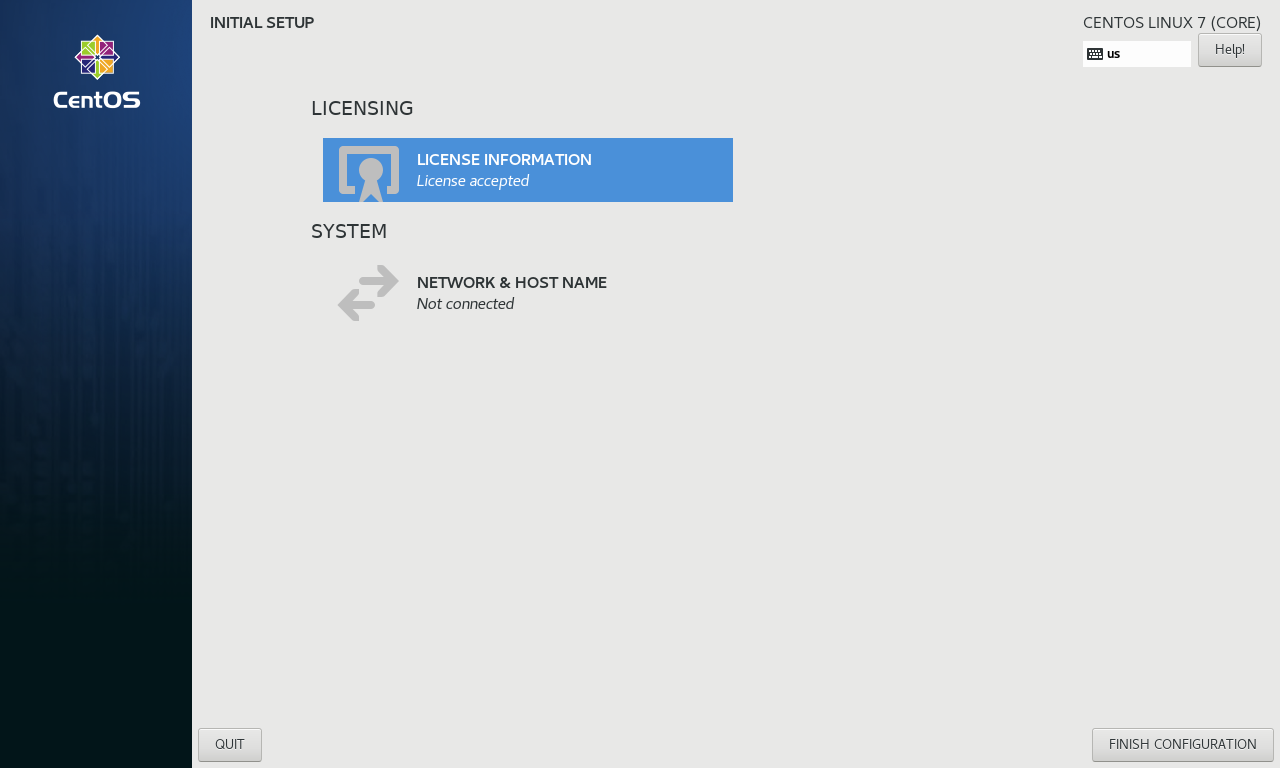 INITIAL SETUP
CENTOS LINUX 7 (CORE)
us
Help!
CentOS
LICENSING
LICENSE INFORMATION
License accepted
SYSTEM
NETWORK & HOST NAME
Not connected
QUIT
FINISH CONFIGURATION